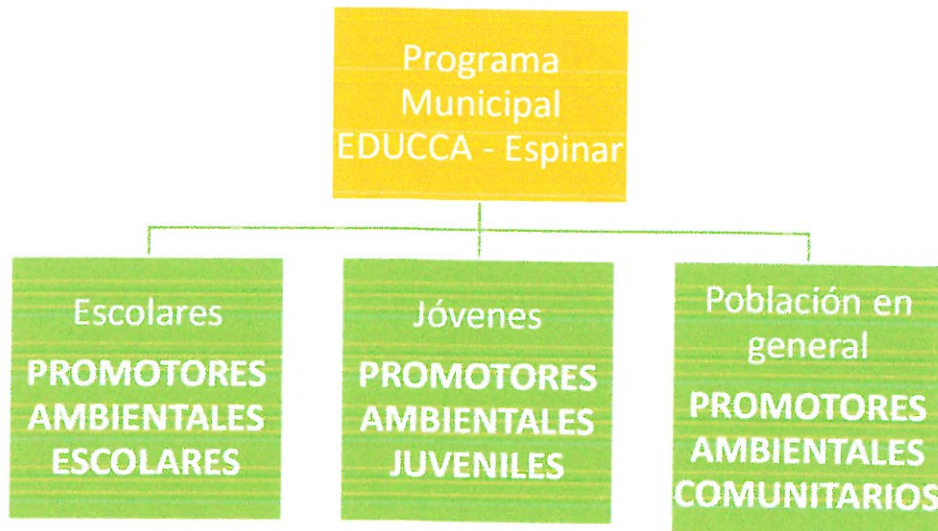 Programa
Municipal
EDUCCA - Espinar
Escolares
PROMOTORES
AMBIENTALES
ESCOLARES
Jóvenes
PROMOTORES
AMBIENTALES
JUVENILES
Población en
general
PROMOTORES
AMBIENTALES
COMUNITARIOS